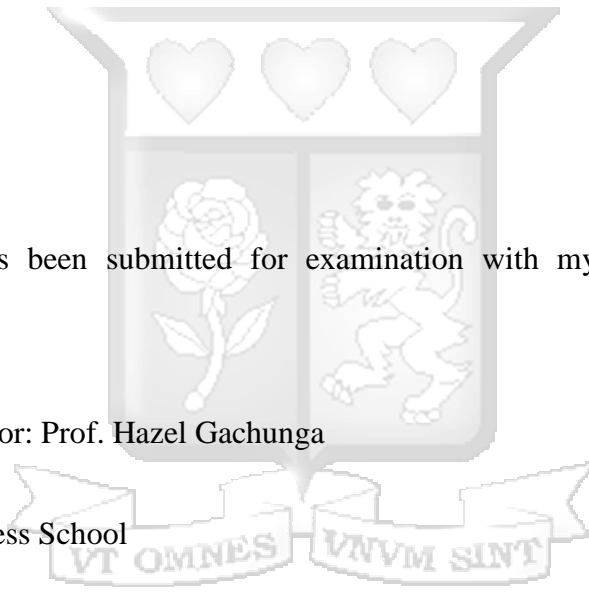 s been submitted for examination with my
or: Prof. Hazel Gachunga
ess School
VT OMNES VNVM SINT